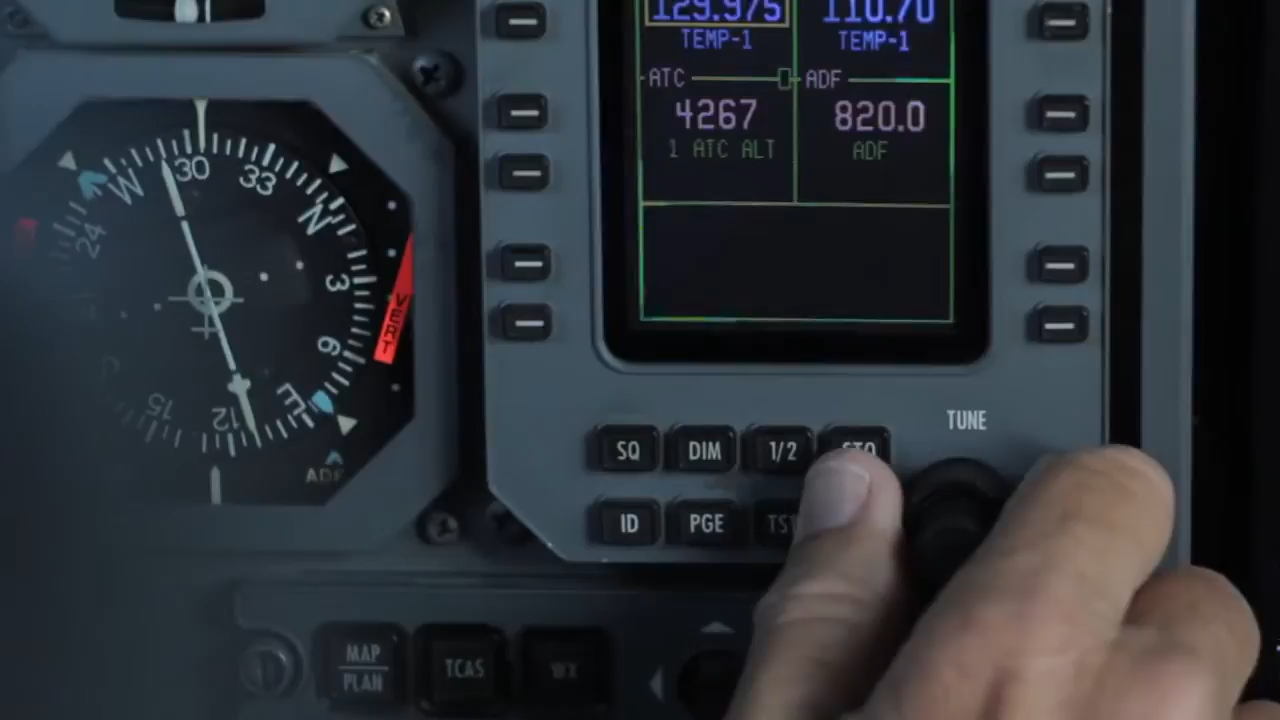 129.975
110.70
TEMP-1
TEMP-1
ATC
ADF
4267
820.0
1 ATC ALT
ADF
24
W
30
33
N
3
6
E
12
15
VERT
ADF
TUNE
SQ
DIM
1/2
STO
ID
PGE
TST
MAP
PLAN
TCAS
WX